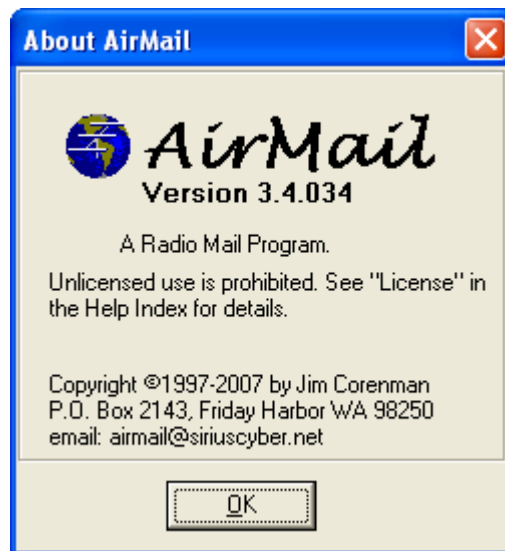 About AirMail
AirMail
Version 3.4.034
A Radio Mail Program.
Unlicensed use is prohibited. See "License" in
the Help Index for details.
Copyright ©1997-2007 by Jim Corenman
P.O. Box 2143, Friday Harbor WA 98250
email: airmail@siriuscyber.net
OK